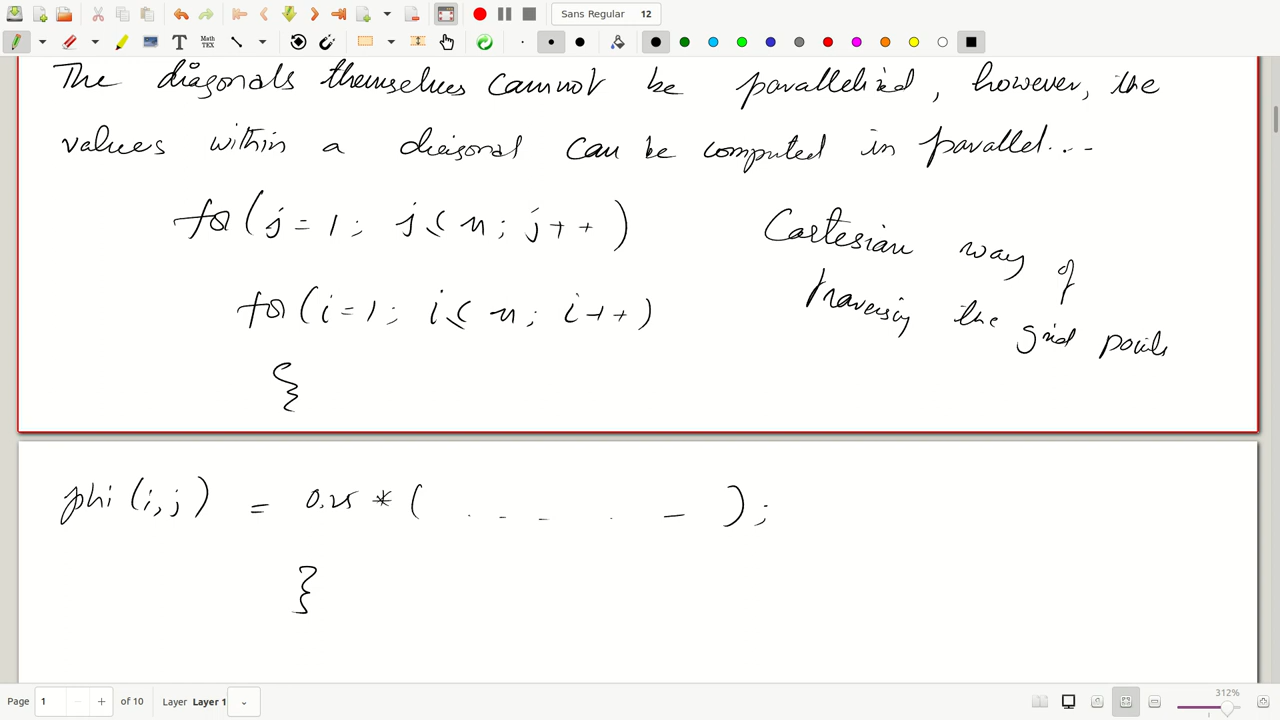 Sans Regular 12
T Math TEX
The diagonals themselves cannot be parallelized, however, the
values within a diagonal can be computed in parallel...
for (j = 1; j ≤ n; j++)
for (i = 1; i ≤ n; i++)
{
Cartesian way of
traversing the grid points
phi (i,j) = 0.25 * ( . - - . - );
}
Page 1 of 10 Layer Layer 1 312%